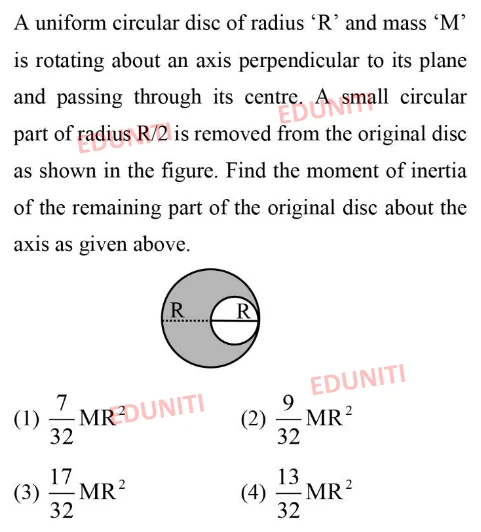 A uniform circular disc of radius ‘R’ and mass ‘M’
is rotating about an axis perpendicular to its plane
and passing through its centre. A small circular
part of radius R/2 is removed from the original disc
as shown in the figure. Find the moment of inertia
of the remaining part of the original disc about the
axis as given above.
EDUNITI
EDUNITI
R R
EDUNITI
(1) 7/32 MR² (2) 9/32 MR²
EDUNITI
(3) 17/32 MR² (4) 13/32 MR²